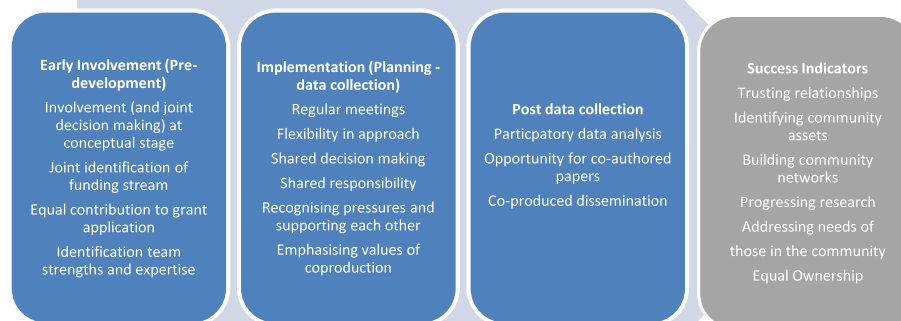 Early Involvement (Pre-
development)
Involvement (and joint
decision making) at
conceptual stage
Joint identification of
funding stream
Equal contribution to grant
application
Identification team
strengths and expertise
Implementation (Planning -
data collection)
Regular meetings
Flexibility in approach
Shared decision making
Shared responsibility
Recognising pressures and
supporting each other
Emphasising values of
coproduction
Post data collection
Particpatory data analysis
Opportunity for co-authored
papers
Co-produced dissemination
Success Indicators
Trusting relationships
Identifying community
assets
Building community
networks
Progressing research
Addressing needs of
those in the community
Equal Ownership